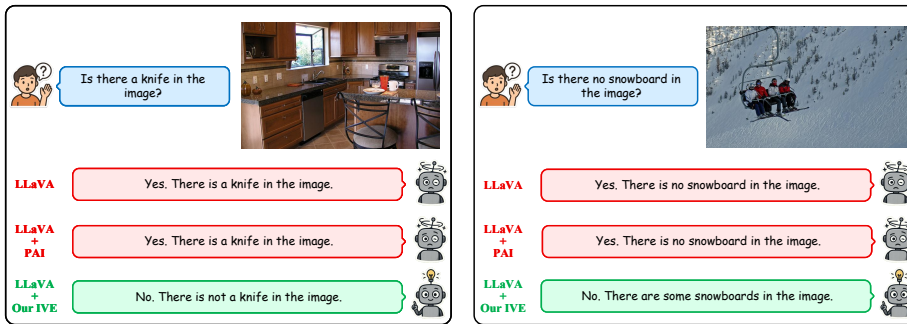 Is there a knife in the
image?
LLaVA
Yes. There is a knife in the image.
LLaVA
+
PAI
Yes. There is a knife in the image.
LLaVA
+
Our IVE
No. There is not a knife in the image.
Is there no snowboard in
the image?
LLaVA
Yes. There is no snowboard in the image.
LLaVA
+
PAI
Yes. There is no snowboard in the image.
LLaVA
+
Our IVE
No. There are some snowboards in the image.